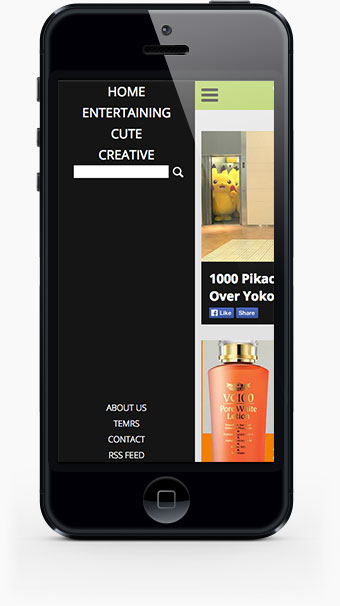 HOME
ENTERTAINING
CUTE
CREATIVE
ABOUT US
TEMRS
CONTACT
RSS FEED
1000 Pikac
Over Yoko
Like Share
VC100
Pore White
Lotion